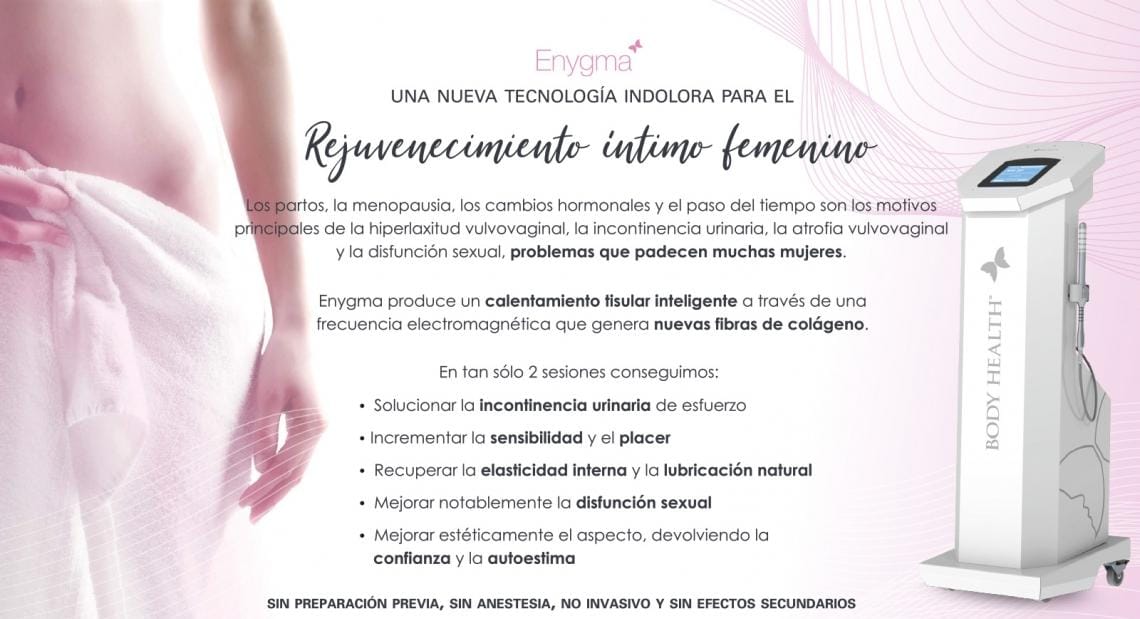 Enygma
UNA NUEVA TECNOLOGÍA INDOLORA PARA EL
Rejuvenecimiento íntimo femenino
Los partos, la menopausia, los cambios hormonales y el paso del tiempo son los motivos
principales de la hiperlaxitud vulvovaginal, la incontinencia urinaria, la atrofia vulvovaginal
y la disfunción sexual, problemas que padecen muchas mujeres.
Enygma produce un calentamiento tisular inteligente a través de una
frecuencia electromagnética que genera nuevas fibras de colágeno.
En tan sólo 2 sesiones conseguimos:
• Solucionar la incontinencia urinaria de esfuerzo
• Incrementar la sensibilidad y el placer
• Recuperar la elasticidad interna y la lubricación natural
• Mejorar notablemente la disfunción sexual
• Mejorar estéticamente el aspecto, devolviendo la
confianza y la autoestima
SIN PREPARACIÓN PREVIA, SIN ANESTESIA, NO INVASIVO Y SIN EFECTOS SECUNDARIOS
BODY HEALTH™